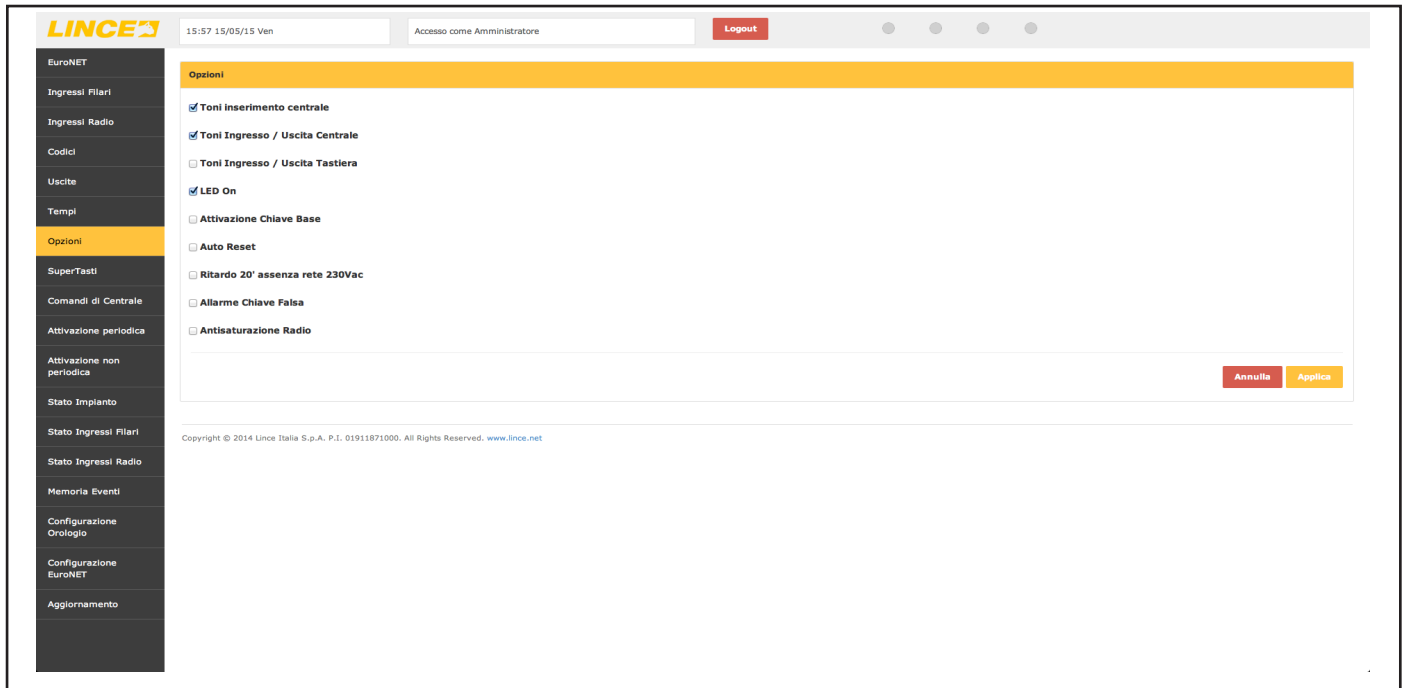 LINCE
15:57 15/05/15 Ven
Accesso come Amministratore
Logout
EuroNET
Ingressi Filari
Ingressi Radio
Codici
Uscite
Tempi
Opzioni
SuperTasti
Comandi di Centrale
Attivazione periodica
Attivazione non
periodica
Stato Impianto
Stato Ingressi Filari
Stato Ingressi Radio
Memoria Eventi
Configurazione
Orologio
Configurazione
EuroNET
Aggiornamento
Opzioni
Toni inserimento centrale
Toni Ingresso / Uscita Centrale
Toni Ingresso / Uscita Tastiera
LED On
Attivazione Chiave Base
Auto Reset
Ritardo 20' assenza rete 230Vac
Allarme Chiave Falsa
Antisaturazione Radio
Annulla
Applica
Copyright © 2014 Lince Italia S.p.A. P.I. 01911871000. All Rights Reserved. www.lince.net